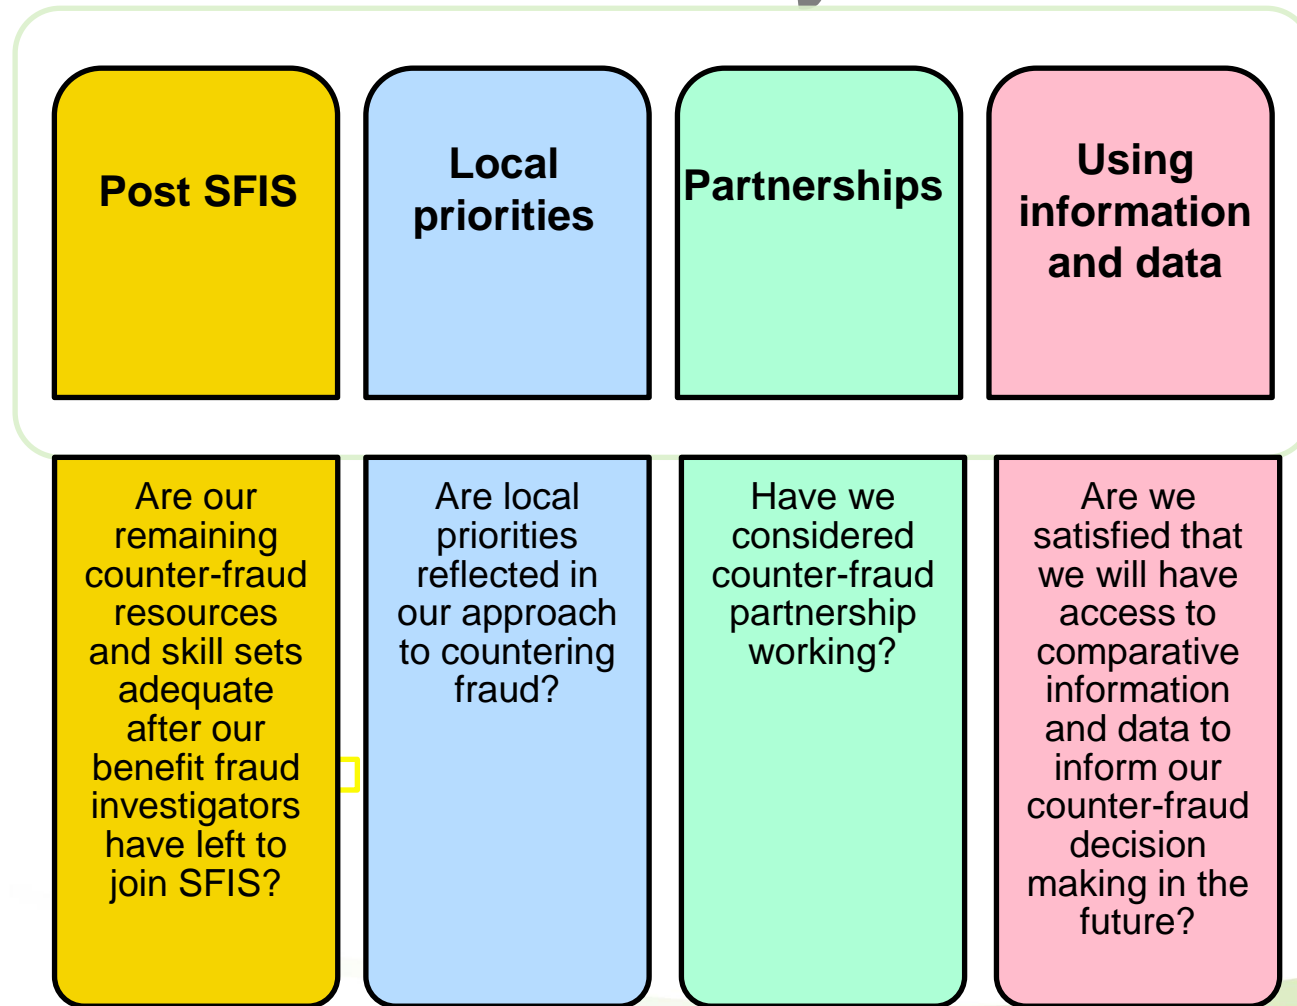 Post SFIS
Local
priorities
Partnerships
Using
information
and data
Are our
remaining
counter-fraud
resources
and skill sets
adequate
after our
benefit fraud
investigators
have left to
join SFIS?
Are local
priorities
reflected in
our approach
to countering
fraud?
Have we
considered
counter-fraud
partnership
working?
Are we
satisfied that
we will have
access to
comparative
information
and data to
inform our
counter-fraud
decision
making in the
future?